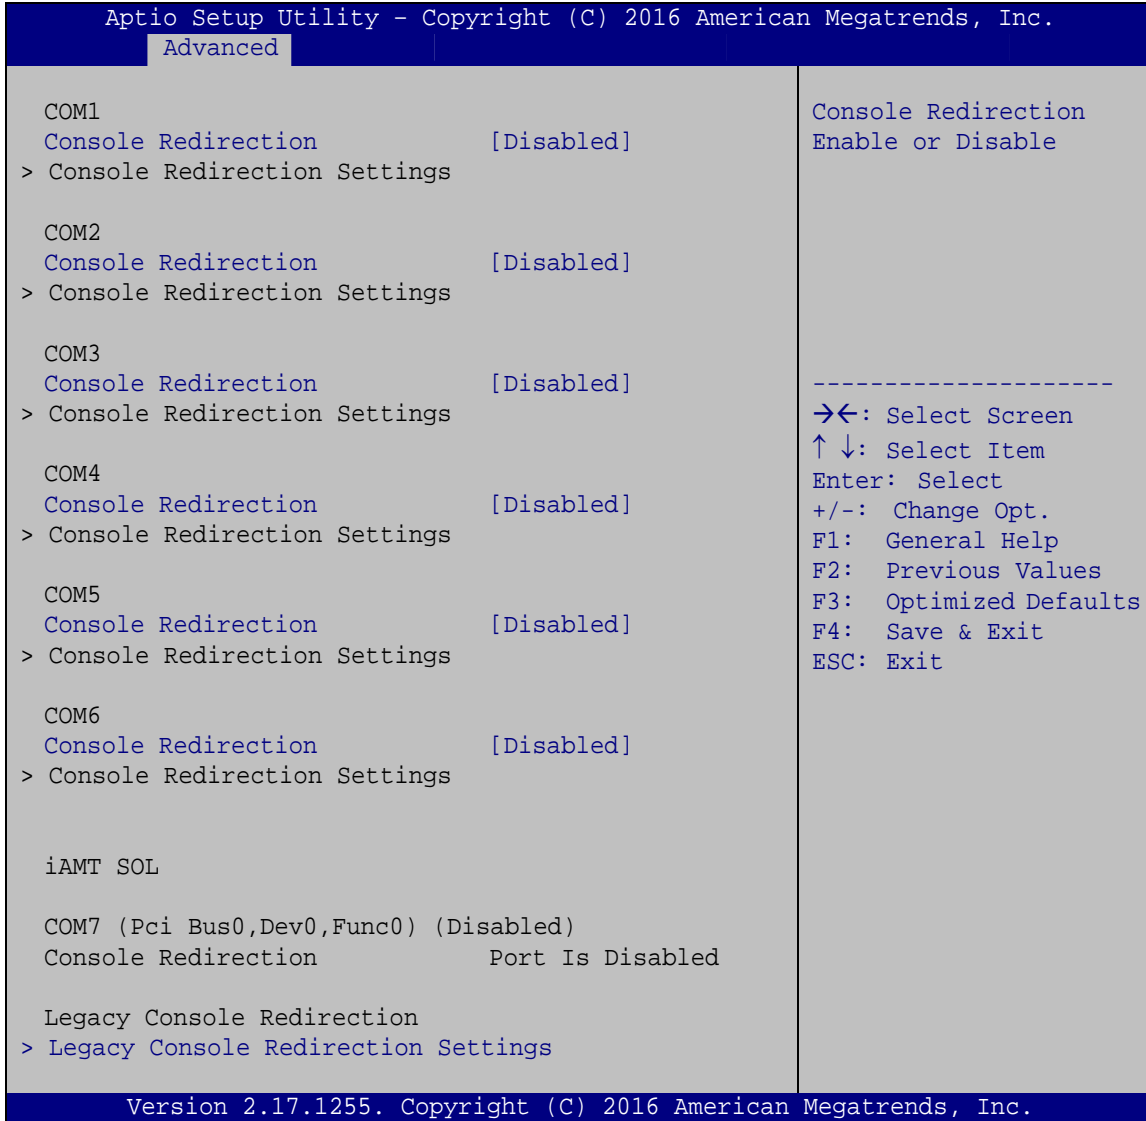 Aptio Setup Utility – Copyright (C) 2016 American Megatrends, Inc.
Advanced
COM1
Console Redirection [Disabled]
> Console Redirection Settings
COM2
Console Redirection [Disabled]
> Console Redirection Settings
COM3
Console Redirection [Disabled]
> Console Redirection Settings
COM4
Console Redirection [Disabled]
> Console Redirection Settings
COM5
Console Redirection [Disabled]
> Console Redirection Settings
COM6
Console Redirection [Disabled]
> Console Redirection Settings
iAMT SOL
COM7 (Pci Bus0,Dev0,Func0) (Disabled)
Console Redirection Port Is Disabled
Legacy Console Redirection
> Legacy Console Redirection Settings
Console Redirection
Enable or Disable
---------------------
→←: Select Screen
↑ ↓: Select Item
Enter: Select
+/-: Change Opt.
F1: General Help
F2: Previous Values
F3: Optimized Defaults
F4: Save & Exit
ESC: Exit
Version 2.17.1255. Copyright (C) 2016 American Megatrends, Inc.